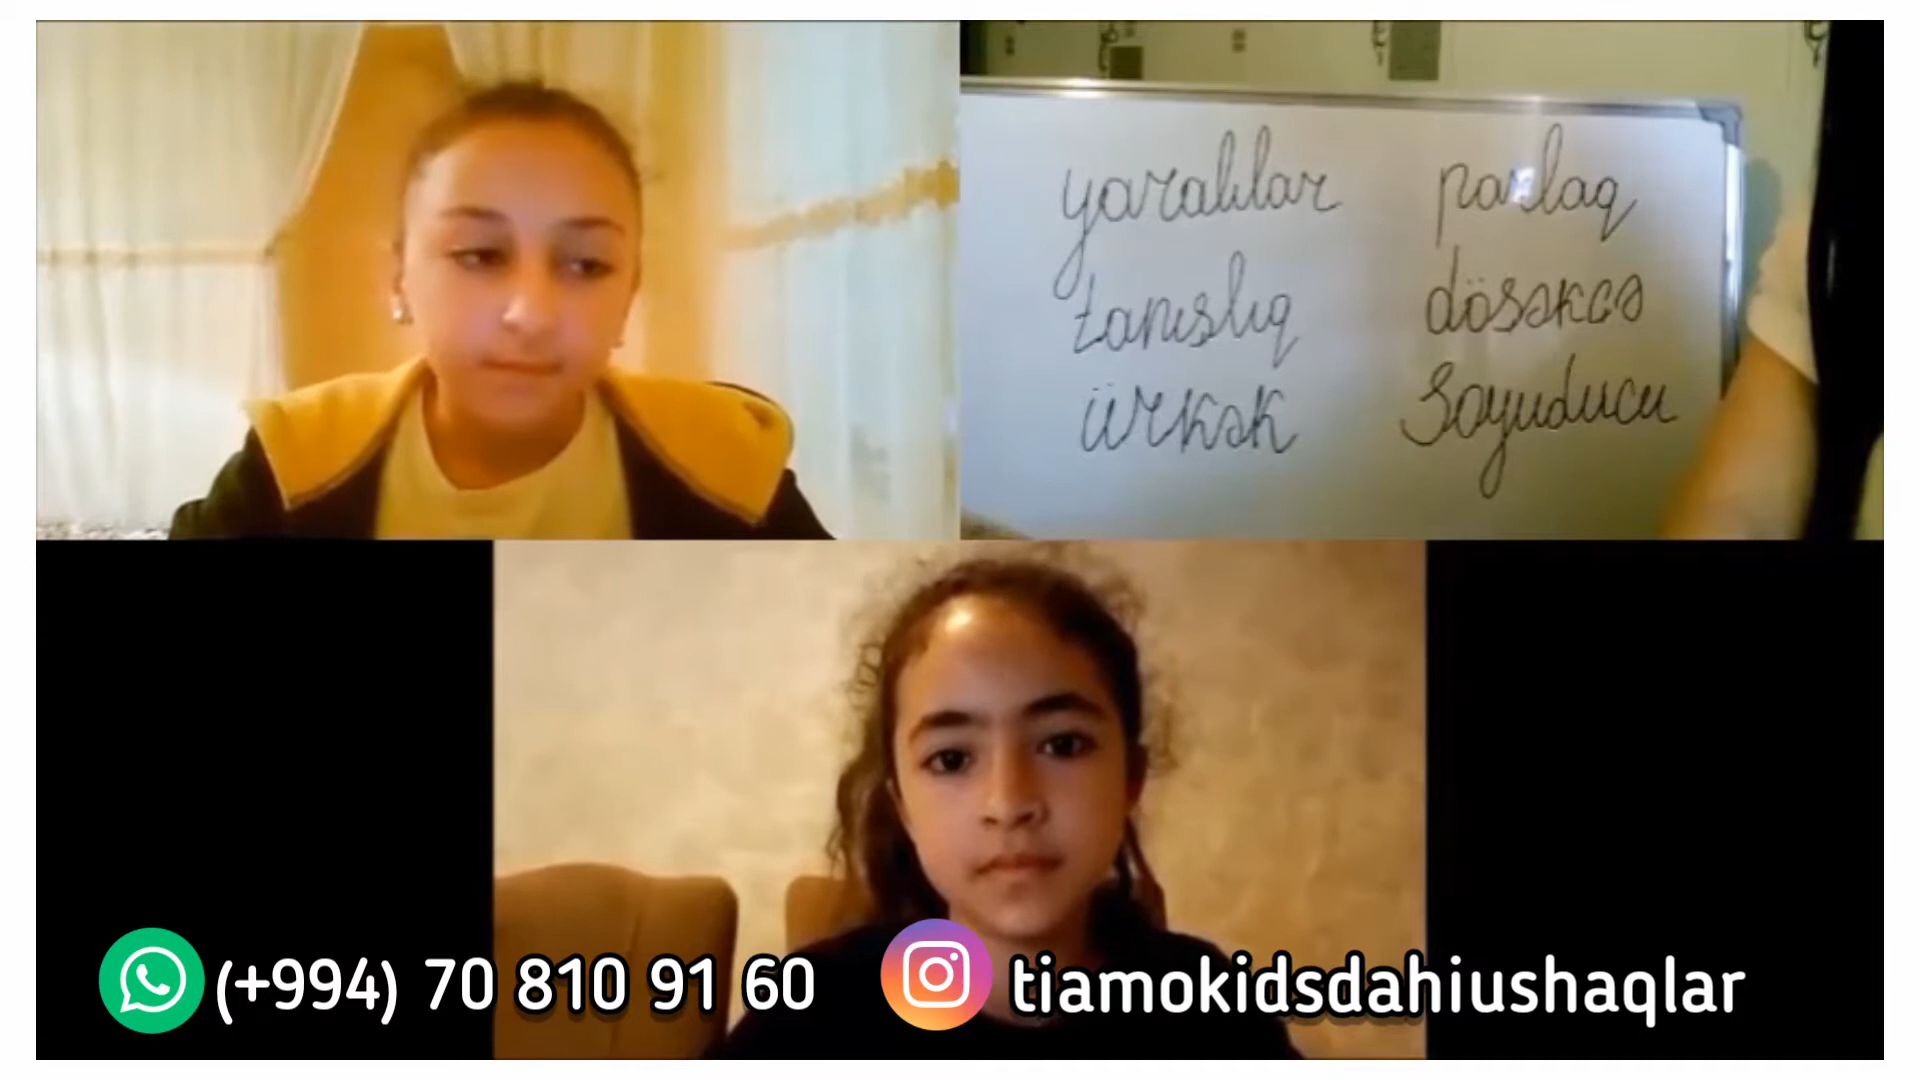 yaralılar parlaq
tanışlıq döşəkcə
ürkək soyuducu
(+994) 70 810 91 60
tiamokidsdahiushaqlar